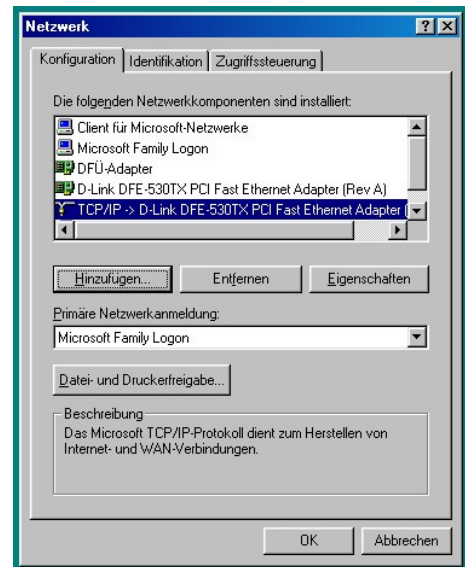 Netzwerk
Konfiguration Identifikation Zugriffssteuerung
Die folgenden Netzwerkkomponenten sind installiert:
Client für Microsoft-Netzwerke
Microsoft Family Logon
DFÜ-Adapter
D-Link DFE-530TX PCI Fast Ethernet Adapter (Rev A)
TCP/IP -> D-Link DFE-530TX PCI Fast Ethernet Adapter (
Hinzufügen... Entfernen Eigenschaften
Primäre Netzwerkanmeldung:
Microsoft Family Logon
Datei- und Druckerfreigabe...
Beschreibung
Das Microsoft TCP/IP-Protokoll dient zum Herstellen von
Internet- und WAN-Verbindungen.
OK Abbrechen